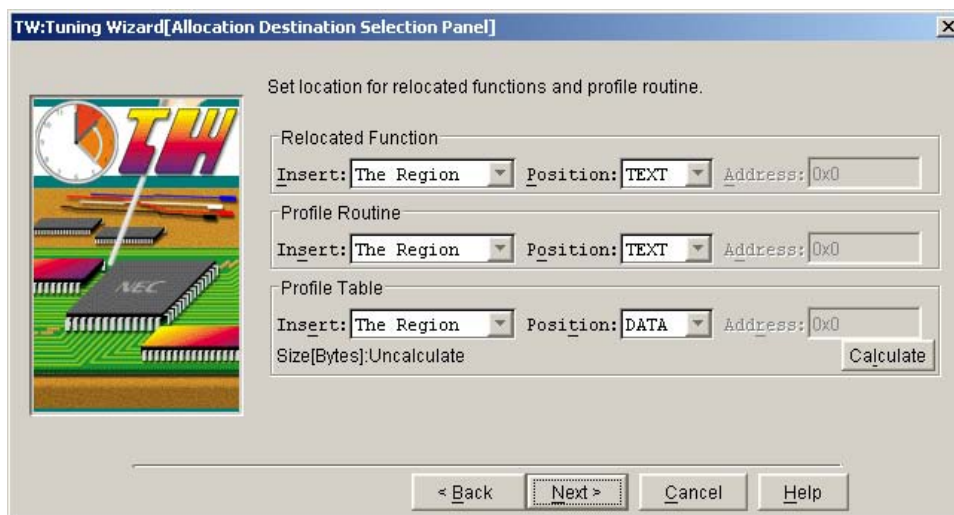 TW:Tuning Wizard[Allocation Destination Selection Panel]
Set location for relocated functions and profile routine.
TW
NEC
Relocated Function
Insert: The Region Position: TEXT Address: 0x0
Profile Routine
Insert: The Region Position: TEXT Address: 0x0
Profile Table
Insert: The Region Position: DATA Address: 0x0
Size[Bytes]:Uncalculate Calculate
< Back Next > Cancel Help